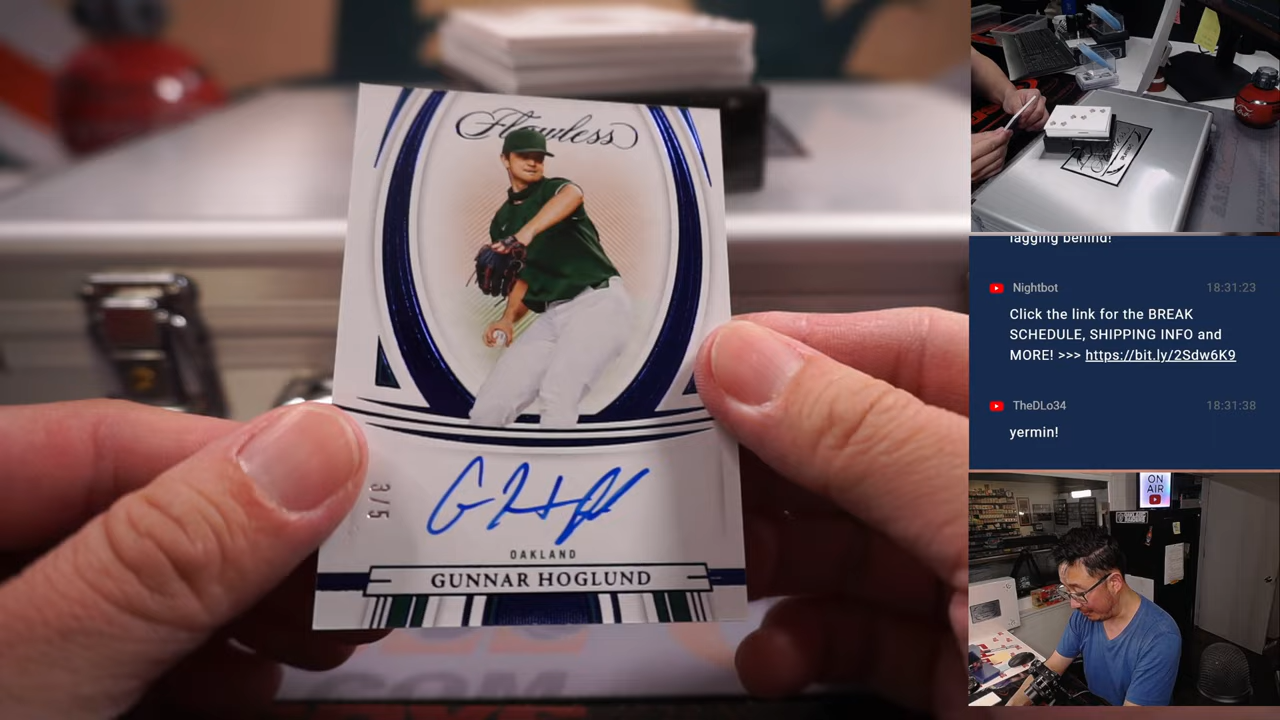 Flawless
3/5
OAKLAND
GUNNAR HOGLUND
lagging behind!
Nightbot 18:31:23
Click the link for the BREAK
SCHEDULE, SHIPPING INFO and
MORE! >>> https://bit.ly/2Sdw6K9
TheDLo34 18:31:38
yermin!
ON
AIR